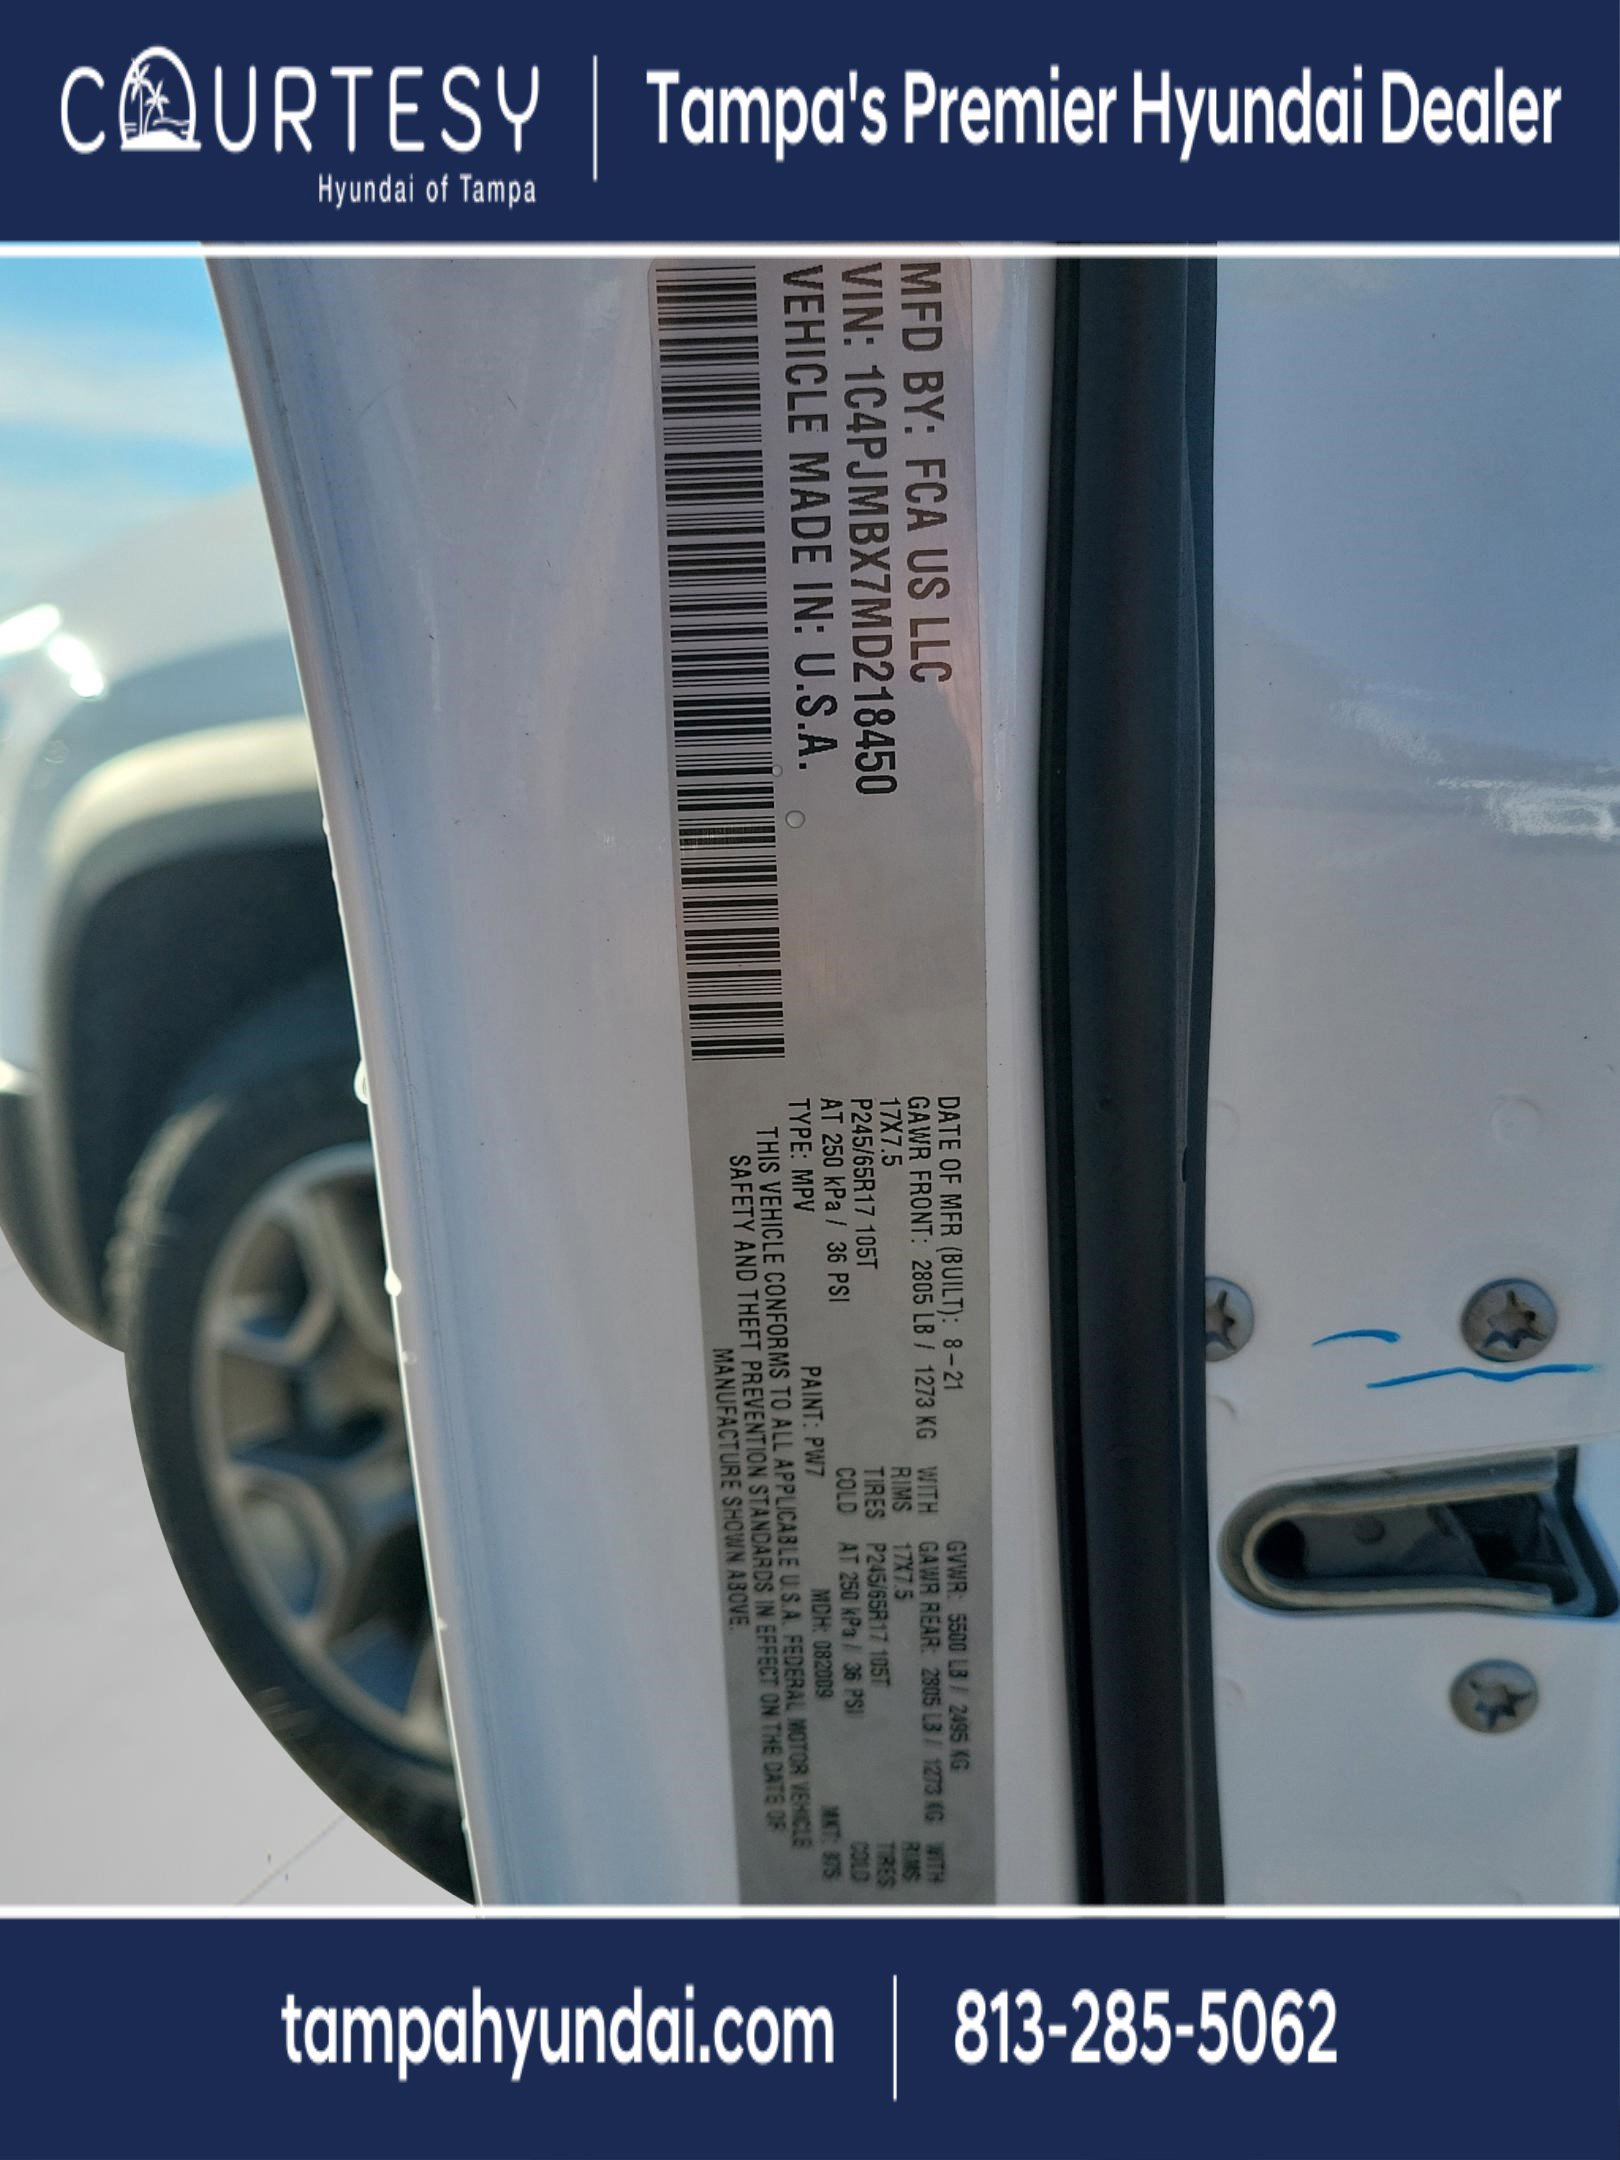 COURTESY
Hyundai of Tampa
Tampa's Premier Hyundai Dealer
MFD BY: FCA US LLC
VIN: 1C4PJMBX7MD218450
VEHICLE MADE IN: U.S.A.
DATE OF MFR (BUILT): 8-21 GVWR: 5500 LB / 2495 KG
GAWR FRONT: 2805 LB / 1273 KG WITH GAWR REAR: 2805 LB / 1273 KG WITH
17X7.5 RIMS 17X7.5 RIMS
P245/65R17 105T TIRES P245/65R17 105T TIRES
AT 250 kPa / 36 PSI COLD AT 250 kPa / 36 PSI COLD
TYPE: MPV PAINT: PW7 MDH: 082009 MKT:
THIS VEHICLE CONFORMS TO ALL APPLICABLE U.S.A. FEDERAL MOTOR VEHICLE
SAFETY AND THEFT PREVENTION STANDARDS IN EFFECT ON THE DATE OF
MANUFACTURE SHOWN ABOVE.
tampahyundai.com
813-285-5062